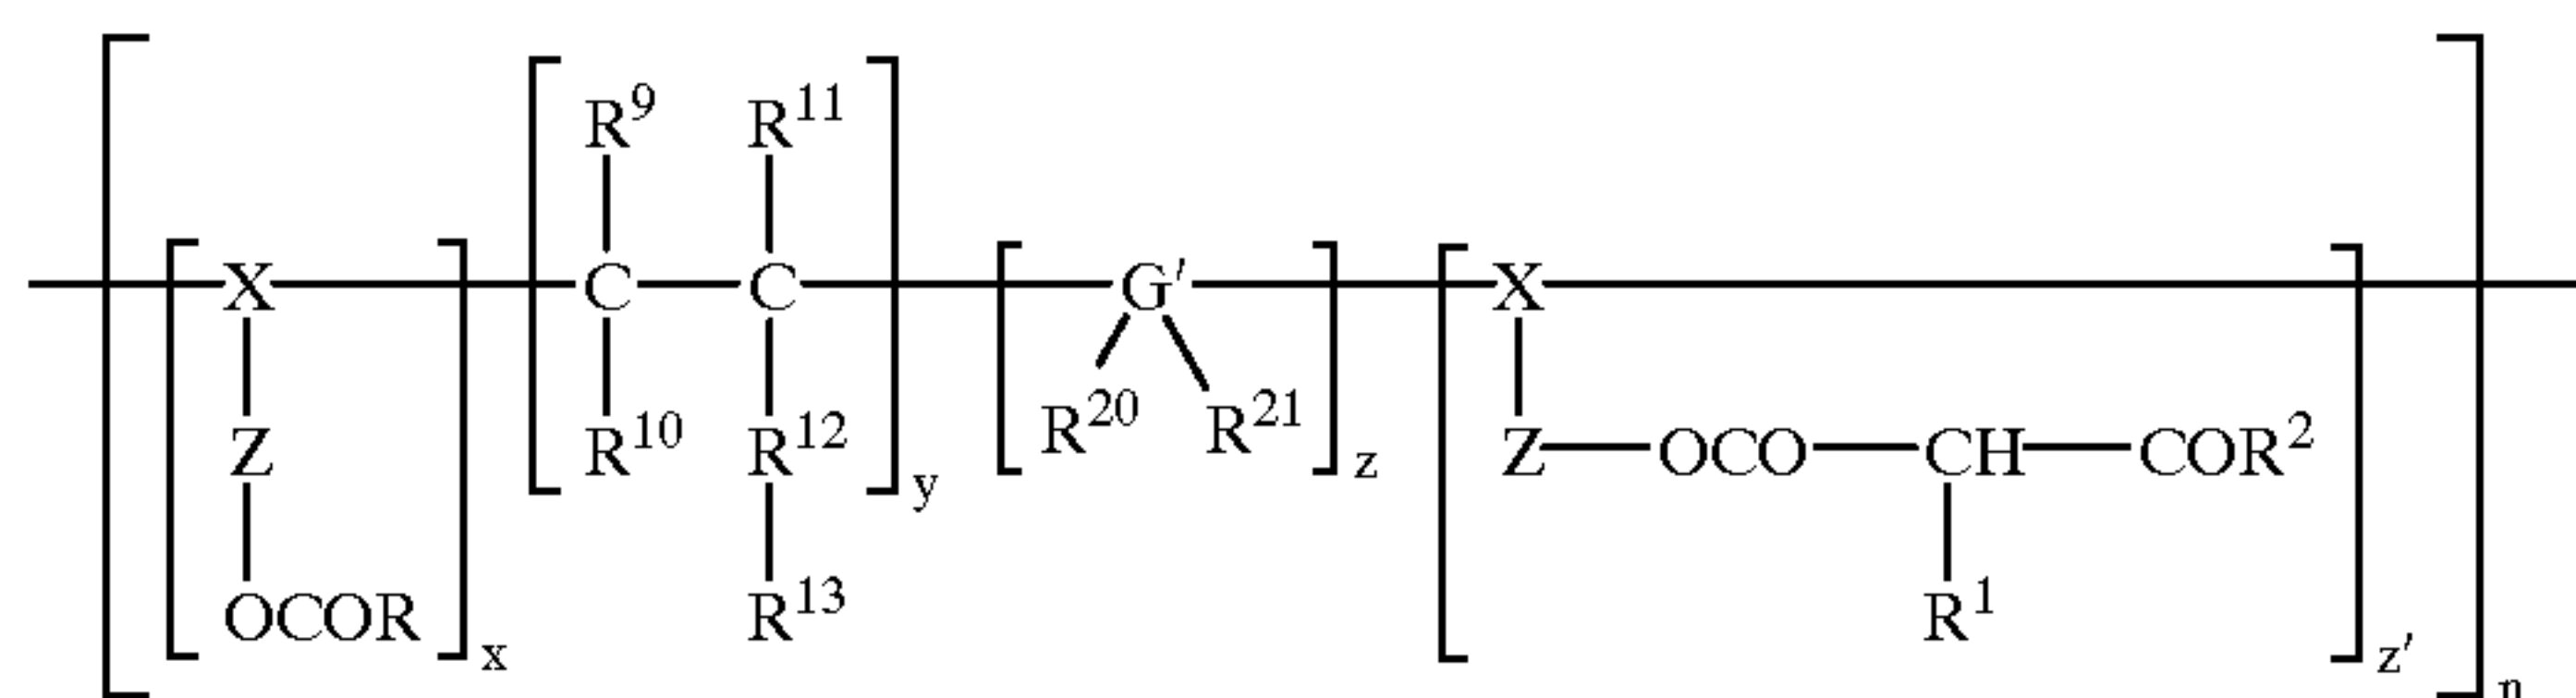 R⁹ R¹¹
X C C G′ X
R²⁰ R²¹
Z R¹⁰ R¹² z Z OCO CH COR²
y
OCOR R¹³ R¹
x z′
n